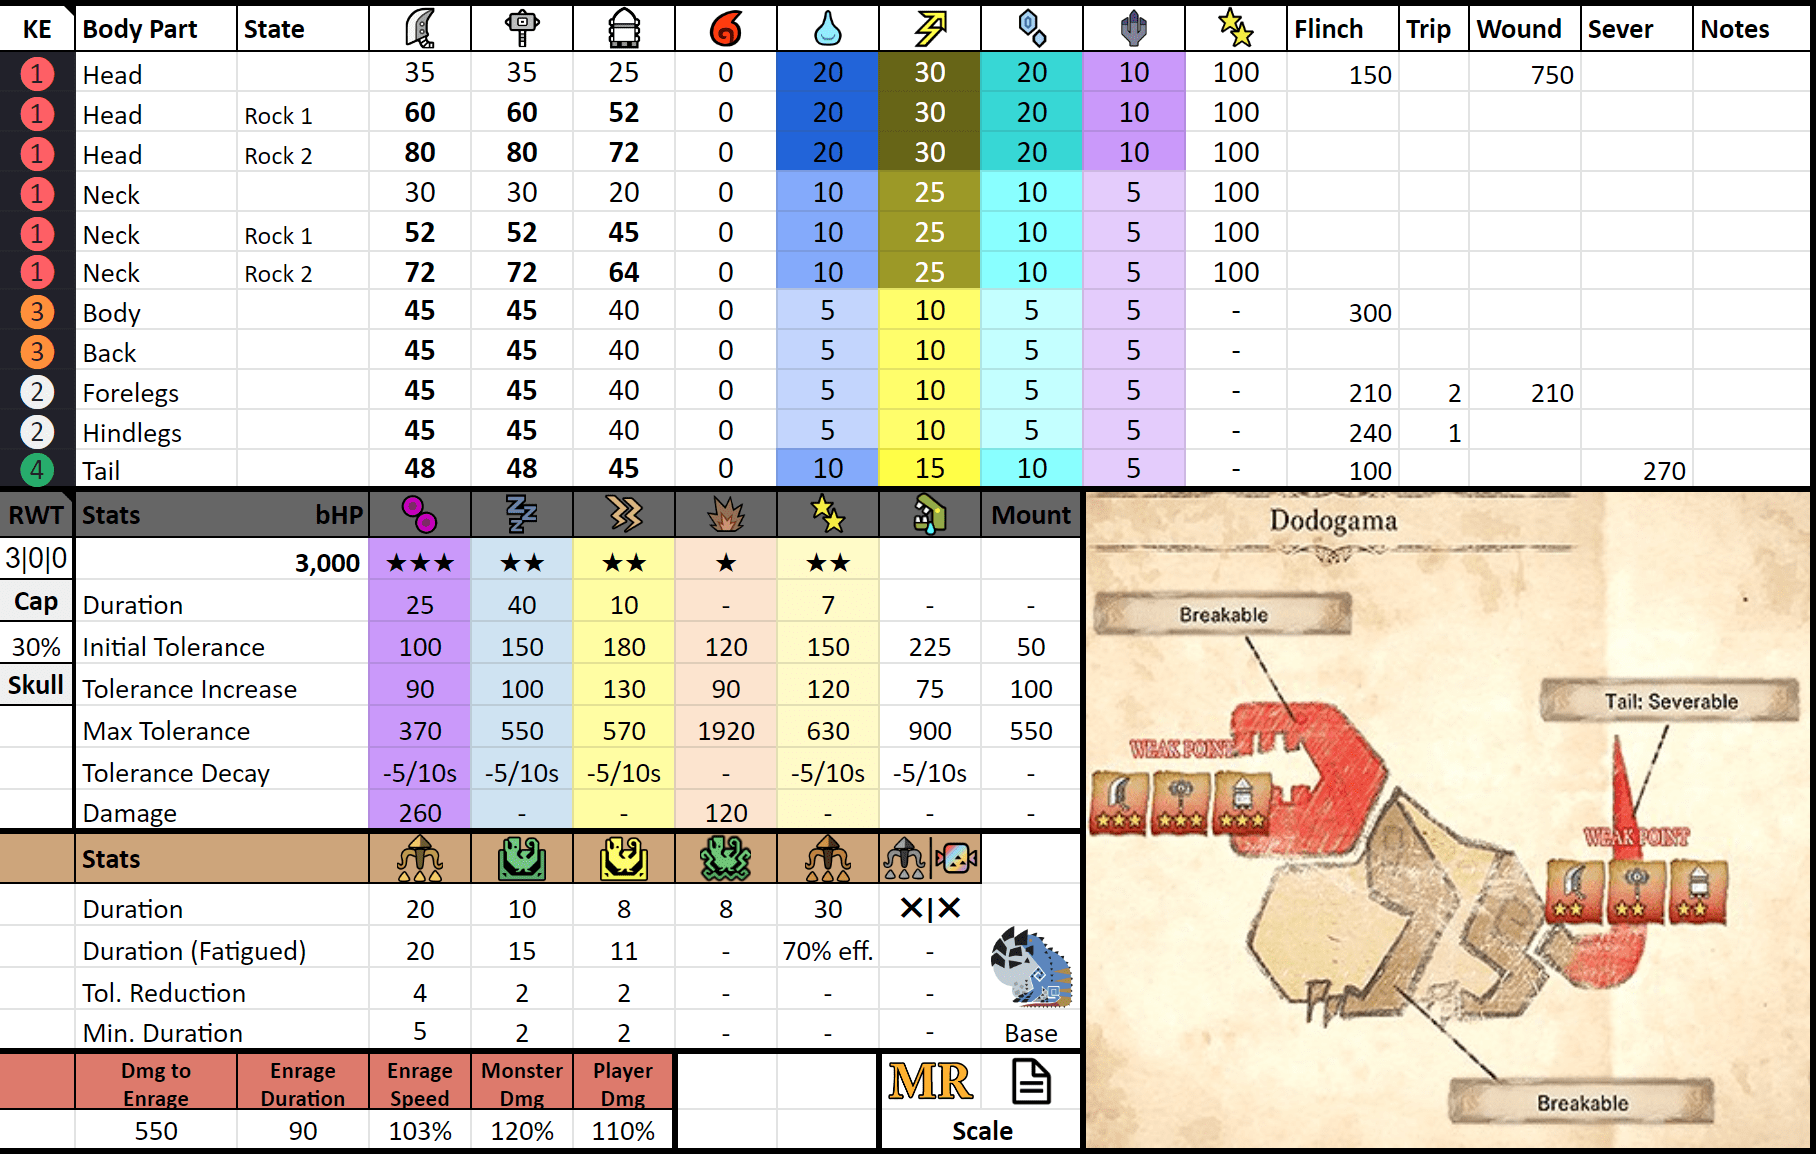 KE Body Part State Flinch Trip Wound Sever Notes
1 Head 35 35 25 0 20 30 20 10 100 150 750
1 Head Rock 1 60 60 52 0 20 30 20 10 100
1 Head Rock 2 80 80 72 0 20 30 20 10 100
1 Neck 30 30 20 0 10 25 10 5 100
1 Neck Rock 1 52 52 45 0 10 25 10 5 100
1 Neck Rock 2 72 72 64 0 10 25 10 5 100
3 Body 45 45 40 0 5 10 5 5 - 300
3 Back 45 45 40 0 5 10 5 5 -
2 Forelegs 45 45 40 0 5 10 5 5 - 210 2 210
2 Hindlegs 45 45 40 0 5 10 5 5 - 240 1
4 Tail 48 48 45 0 10 15 10 5 - 100 270
RWT Stats bHP Mount
3|0|0 3,000 ★★★ ★★ ★★ ★ ★★
Cap Duration 25 40 10 - 7 - -
30% Initial Tolerance 100 150 180 120 150 225 50
Skull Tolerance Increase 90 100 130 90 120 75 100
Max Tolerance 370 550 570 1920 630 900 550
Tolerance Decay -5/10s -5/10s -5/10s - -5/10s -5/10s -
Damage 260 - - 120 - - -
Stats
Duration 20 10 8 8 30 ✕|✕
Duration (Fatigued) 20 15 11 - 70% eff. -
Tol. Reduction 4 2 2 - - -
Min. Duration 5 2 2 - - - Base
Dmg to Enrage Enrage Duration Enrage Speed Monster Dmg Player Dmg MR
550 90 103% 120% 110% Scale
Dodogama
Breakable
Tail: Severable
WEAK POINT
WEAK POINT
Breakable